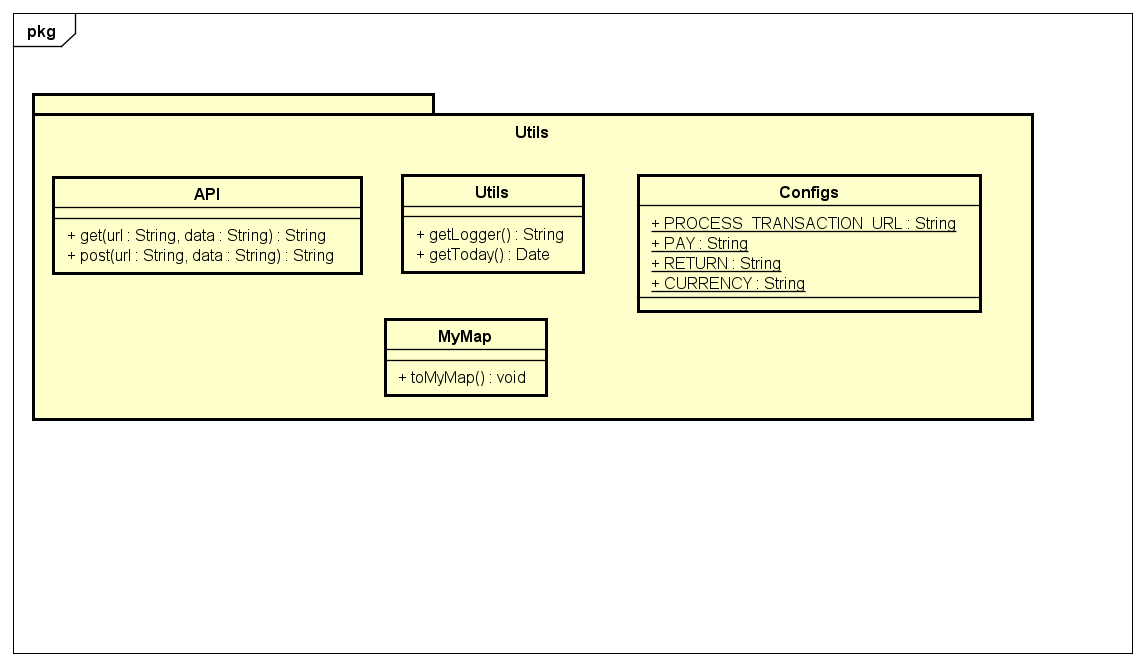 pkg
Utils
API
+ get(url : String, data : String) : String
+ post(url : String, data : String) : String
Utils
+ getLogger() : String
+ getToday() : Date
Configs
+ PROCESS_TRANSACTION_URL : String
+ PAY : String
+ RETURN : String
+ CURRENCY : String
MyMap
+ toMyMap() : void